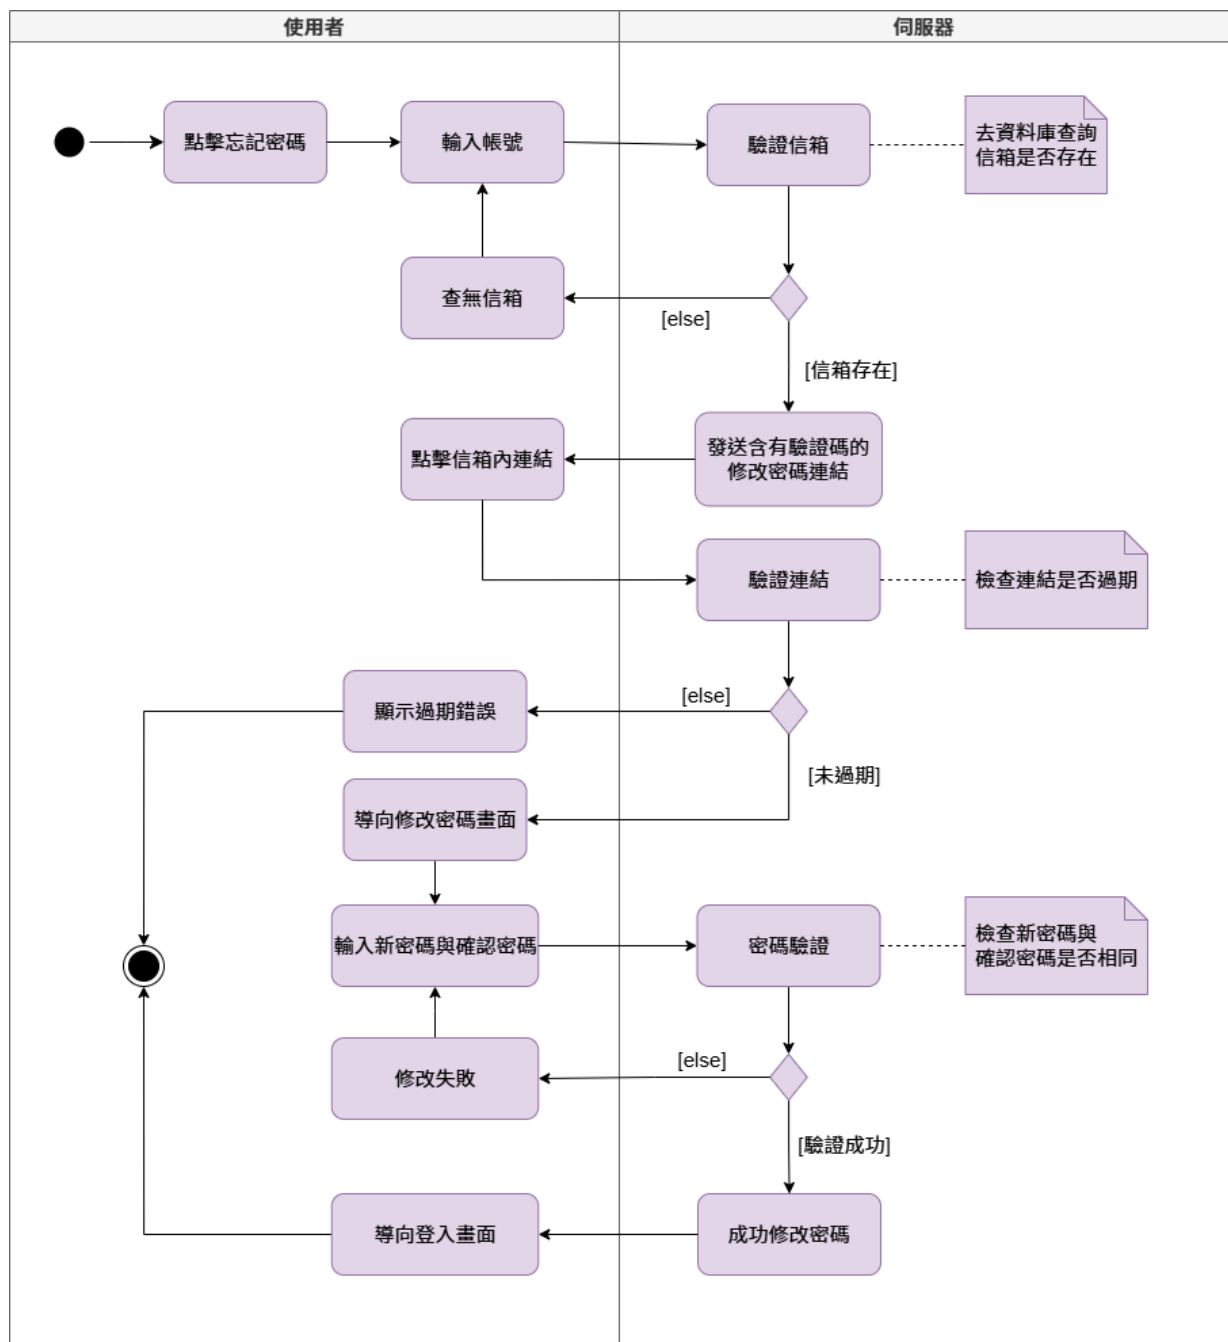 使用者
伺服器
點擊忘記密碼
輸入帳號
驗證信箱
去資料庫查詢
信箱是否存在
查無信箱
[else]
[信箱存在]
點擊信箱內連結
發送含有驗證碼的
修改密碼連結
驗證連結
檢查連結是否過期
顯示過期錯誤
[else]
[未過期]
導向修改密碼畫面
輸入新密碼與確認密碼
密碼驗證
檢查新密碼與
確認密碼是否相同
修改失敗
[else]
[驗證成功]
導向登入畫面
成功修改密碼